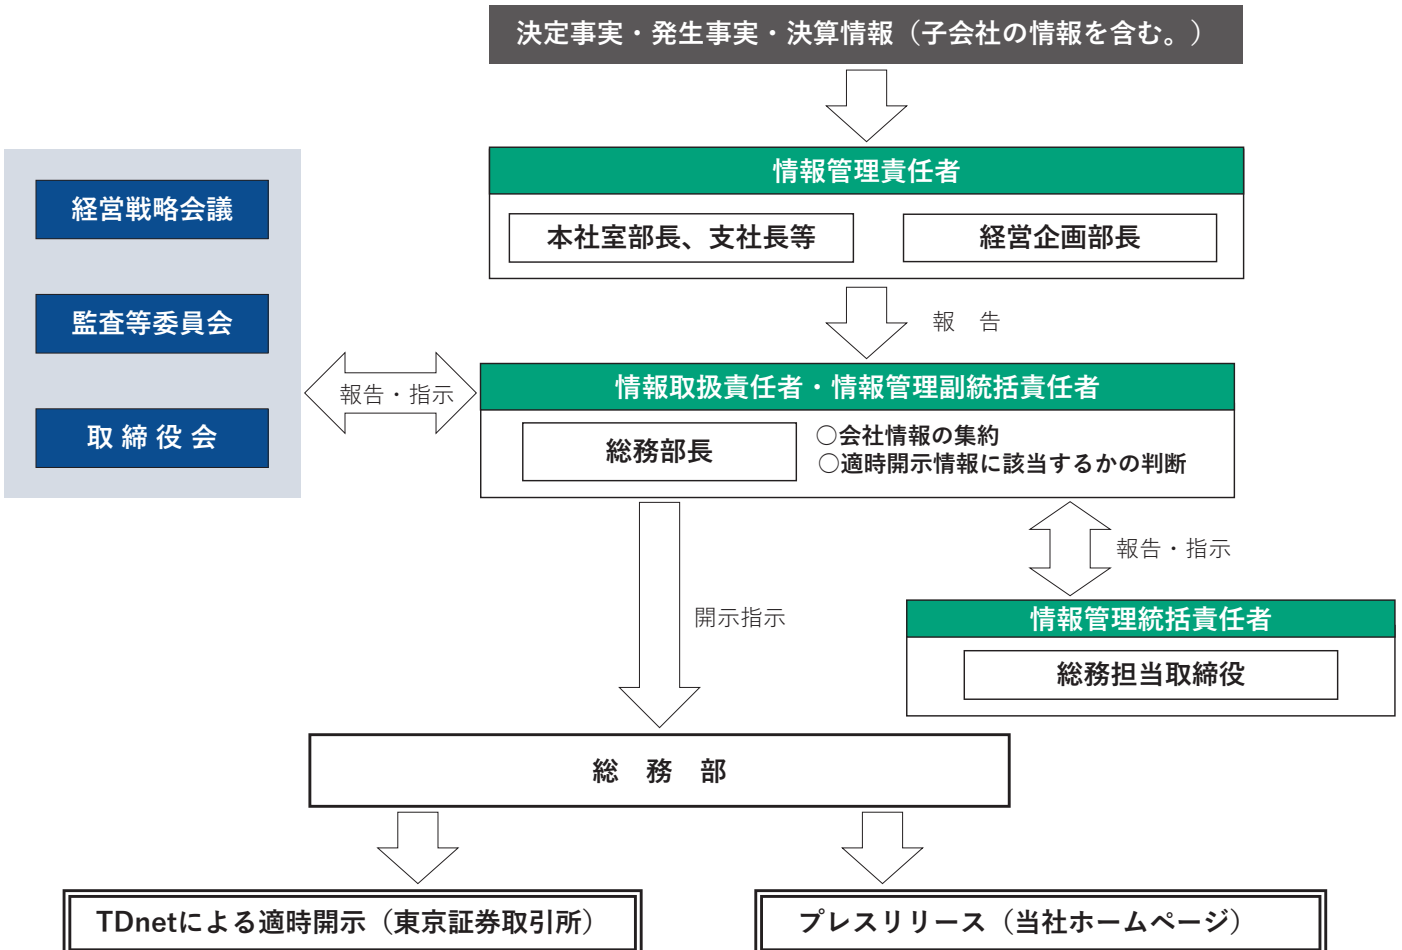 決定事実・発生事実・決算情報（子会社の情報を含む。）
情報管理責任者
本社室部長、支社長等
経営企画部長
経営戦略会議
監査等委員会
取 締 役 会
報　告
報告・指示
情報取扱責任者・情報管理副統括責任者
総務部長
○会社情報の集約
○適時開示情報に該当するかの判断
報告・指示
開示指示
情報管理統括責任者
総務担当取締役
総　務　部
TDnetによる適時開示（東京証券取引所）
プレスリリース（当社ホームページ）